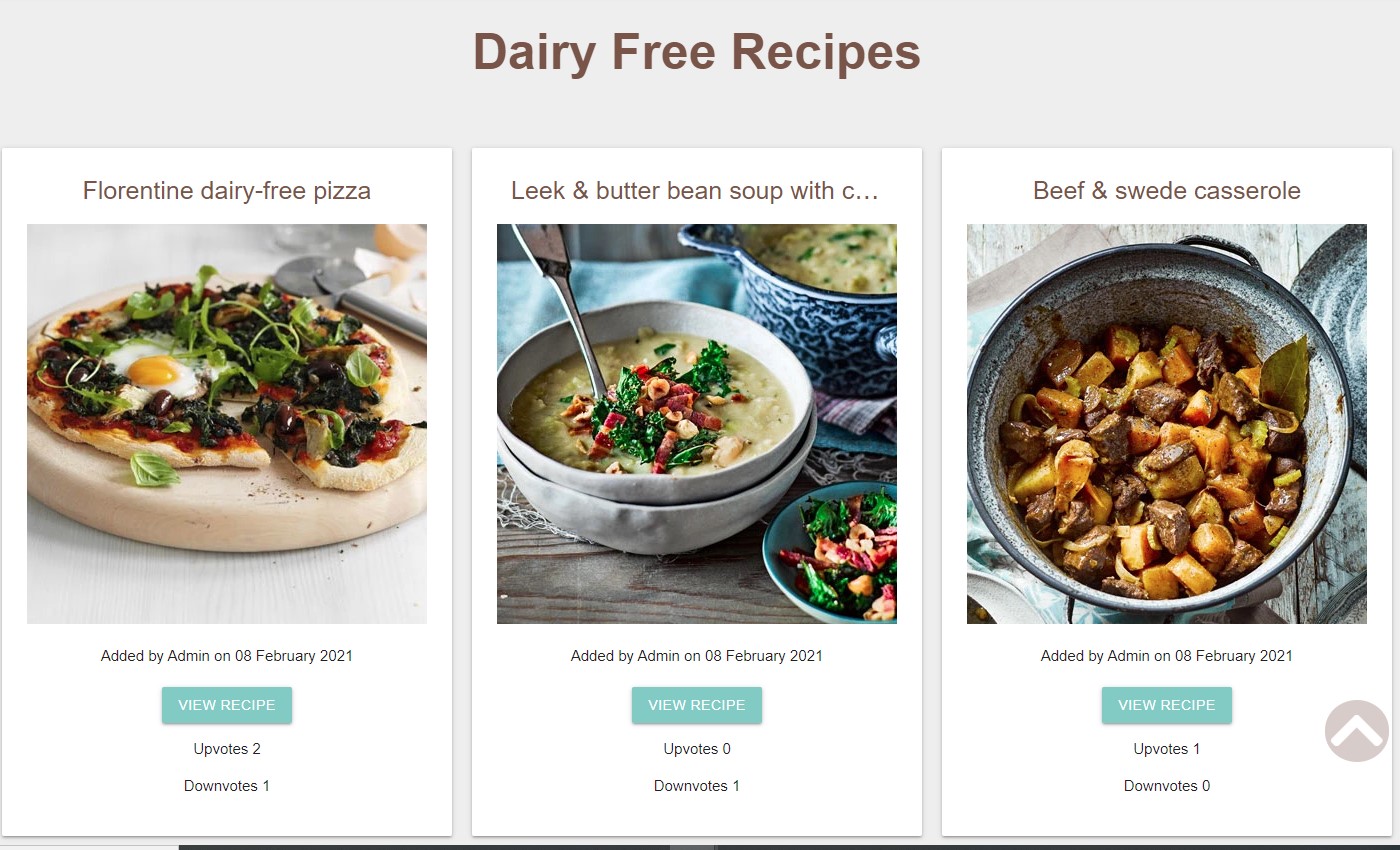 Dairy Free Recipes
Florentine dairy-free pizza
Leek & butter bean soup with c...
Beef & swede casserole
Added by Admin on 08 February 2021
Added by Admin on 08 February 2021
Added by Admin on 08 February 2021
VIEW RECIPE
VIEW RECIPE
VIEW RECIPE
Upvotes 2
Upvotes 0
Upvotes 1
Downvotes 1
Downvotes 1
Downvotes 0